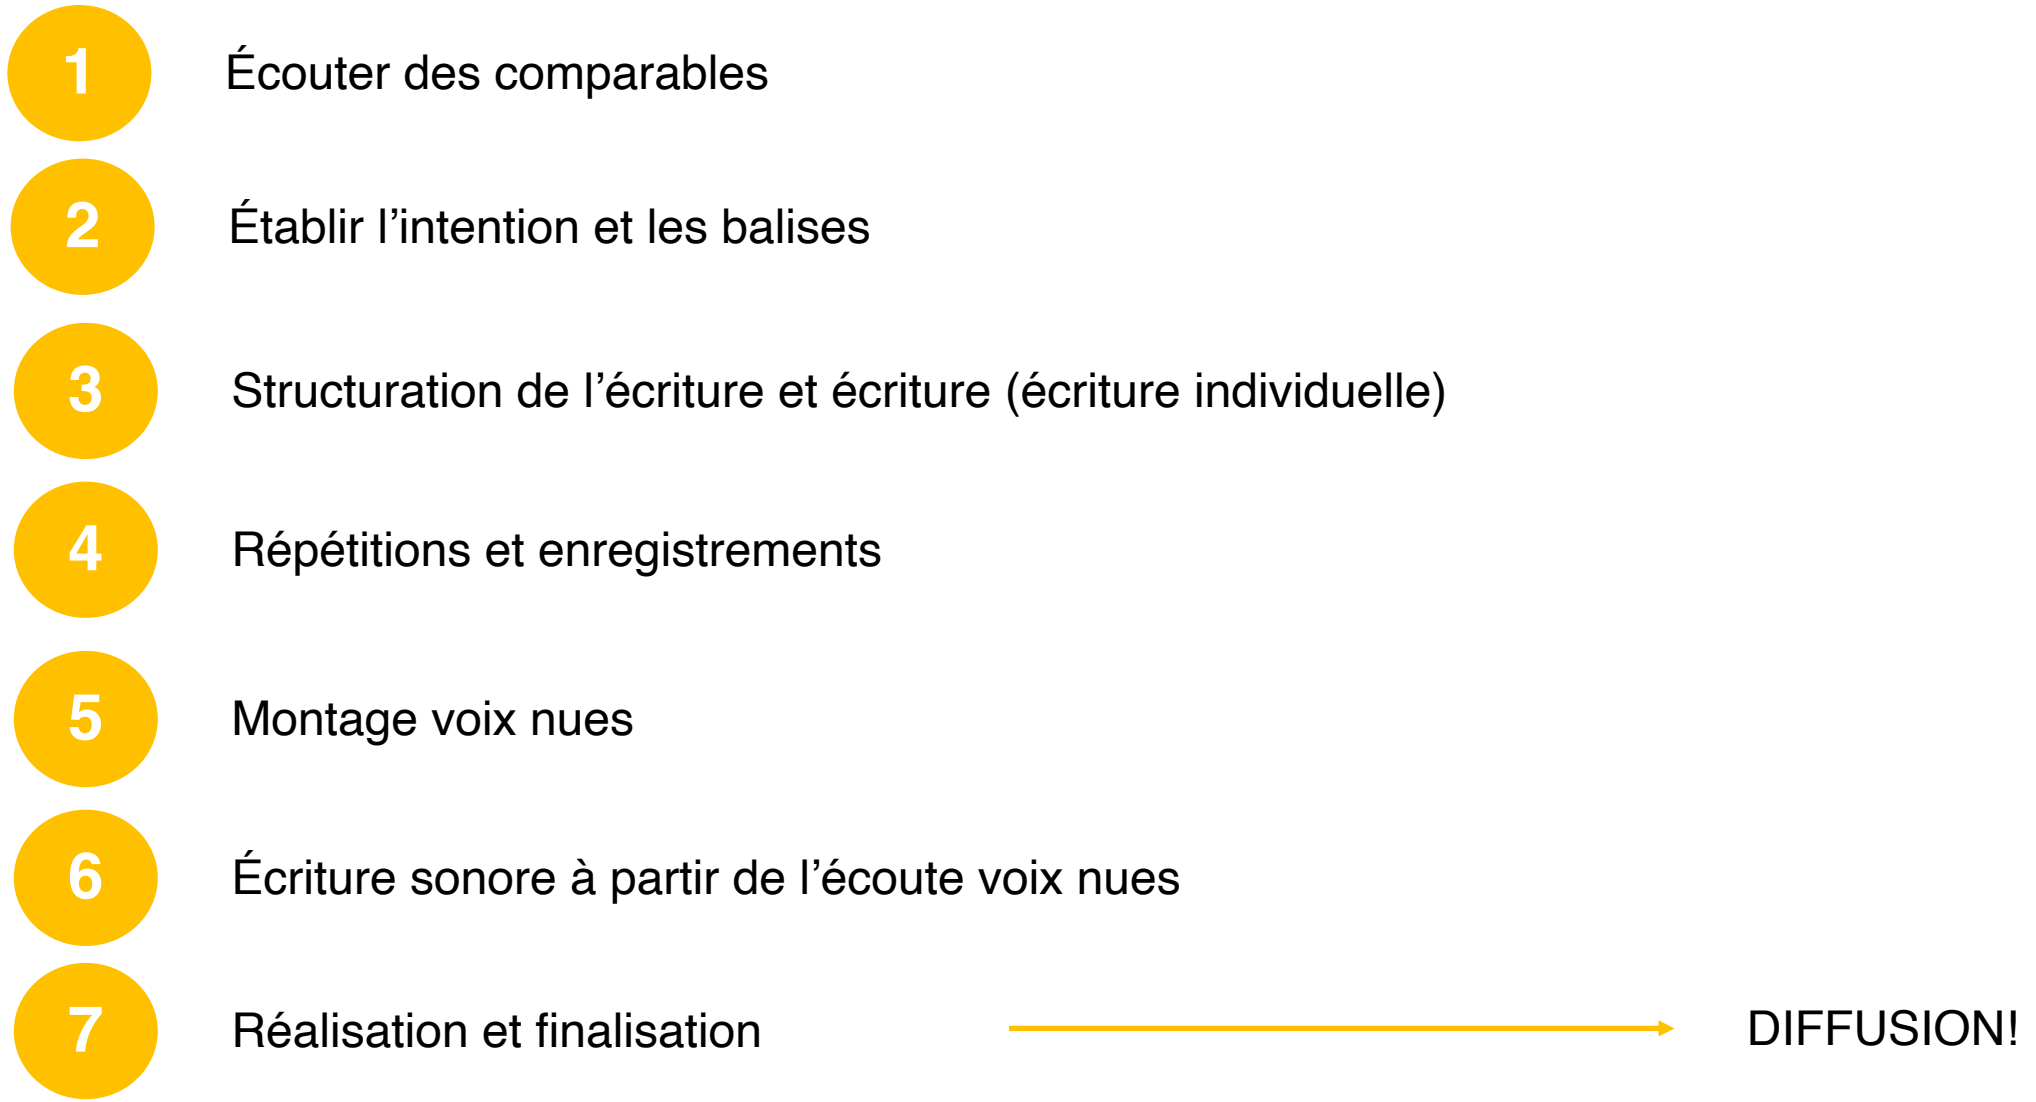 1 Écouter des comparables
2 Établir l’intention et les balises
3 Structuration de l’écriture et écriture (écriture individuelle)
4 Répétitions et enregistrements
5 Montage voix nues
6 Écriture sonore à partir de l’écoute voix nues
7 Réalisation et finalisation DIFFUSION!